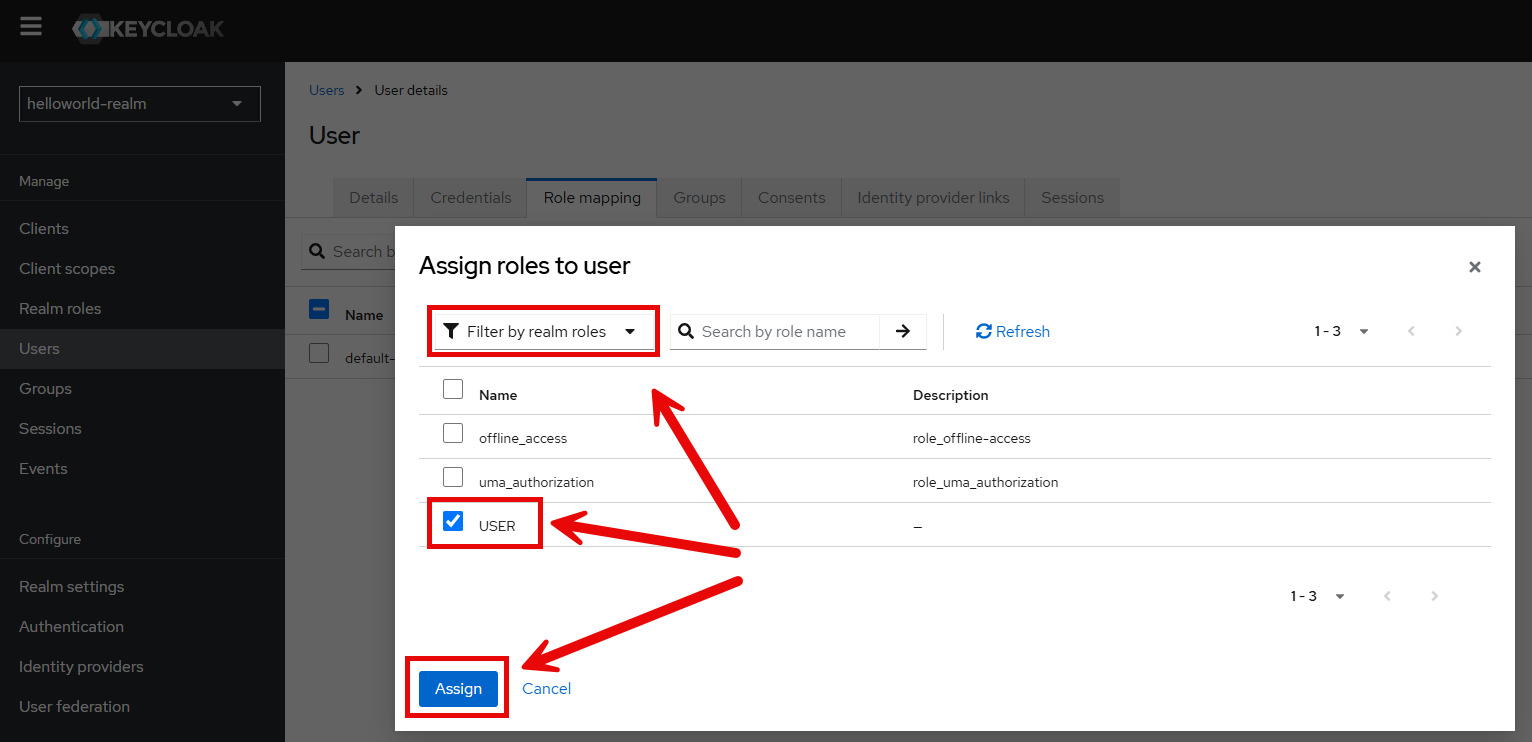 KEYCLOAK
helloworld-realm
Manage
Clients
Client scopes
Realm roles
Users
Groups
Sessions
Events
Configure
Realm settings
Authentication
Identity providers
User federation
Users > User details
User
Details Credentials Role mapping Groups Consents Identity provider links Sessions
Search b
Name
default-
Assign roles to user
Filter by realm roles Search by role name Refresh 1 - 3
Name Description
offline_access role_offline-access
uma_authorization role_uma_authorization
USER —
1 - 3
Assign Cancel